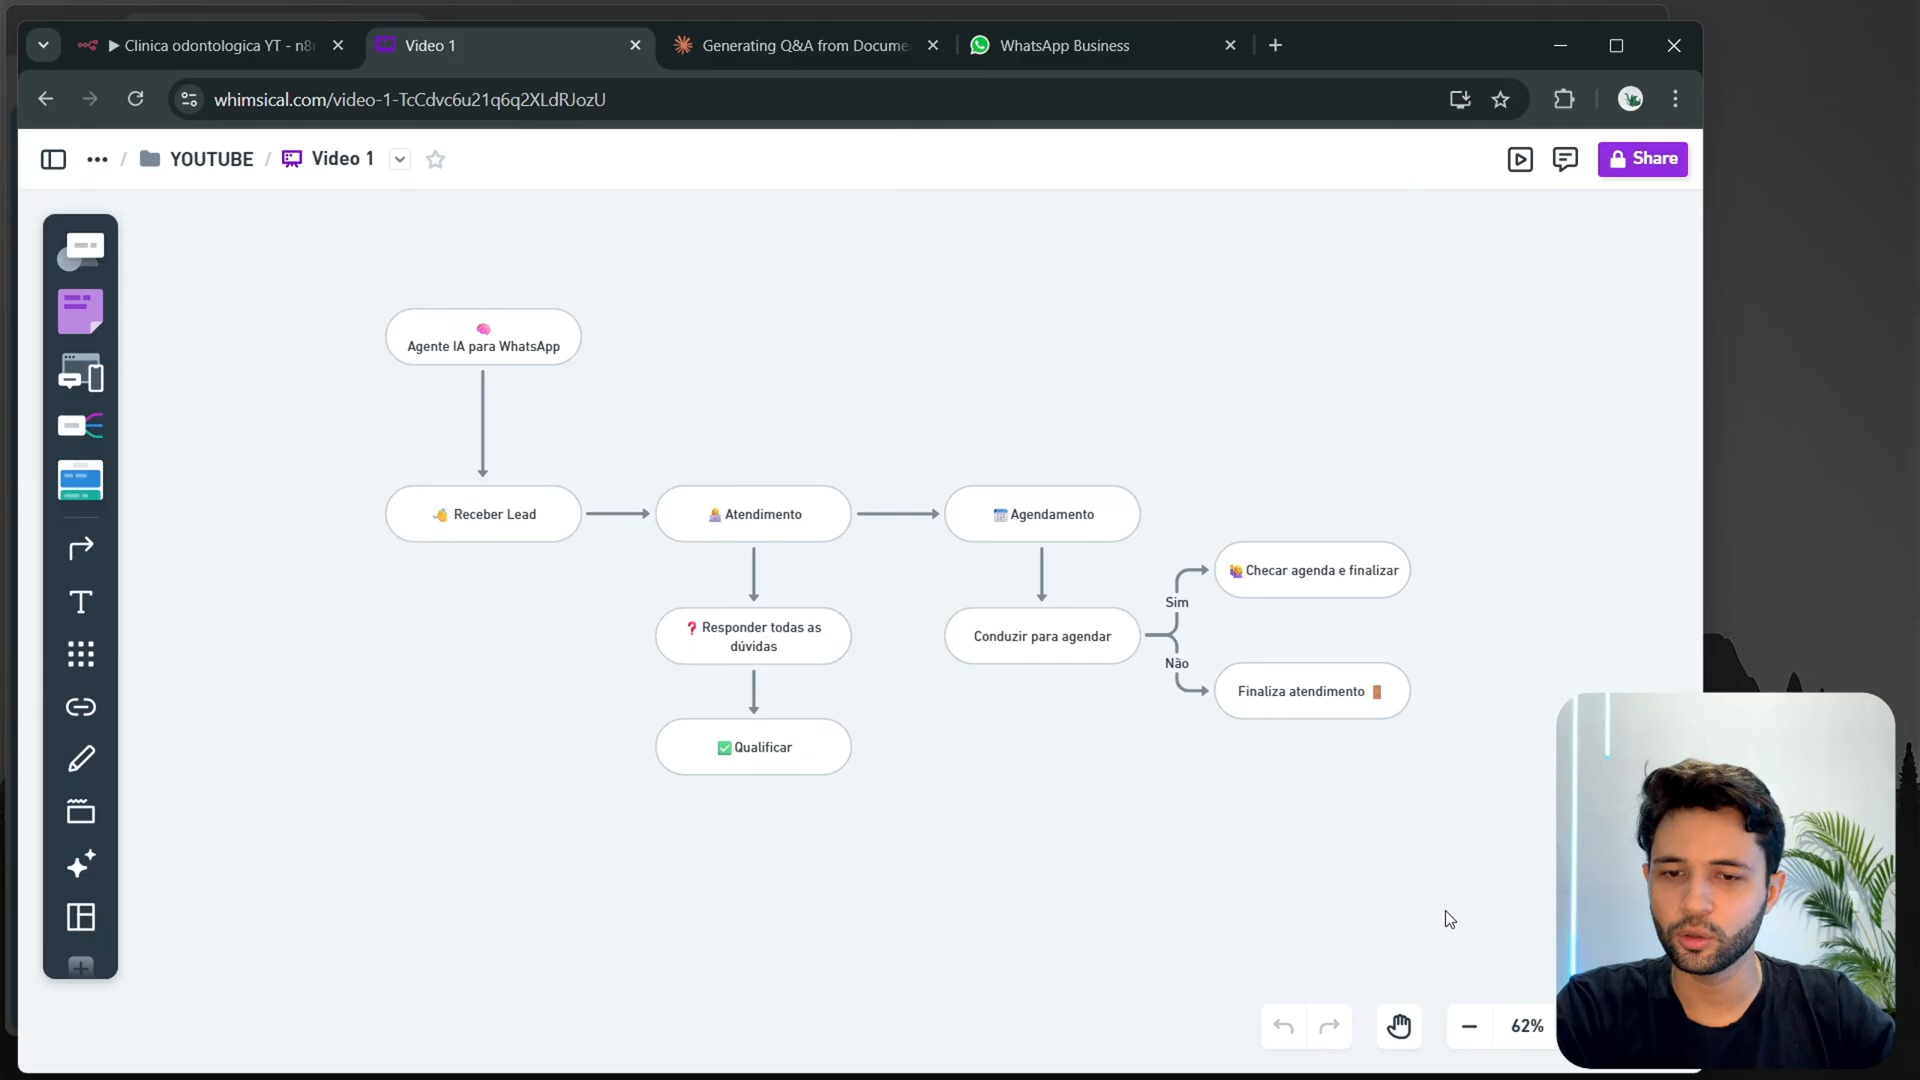 Clinica odontologica YT - n8n
Video 1
Generating Q&A from Docume
WhatsApp Business
whimsical.com/video-1-TcCdvc6u21q6q2XLdRJozU
... / YOUTUBE / Video 1
Share
Agente IA para WhatsApp
Receber Lead
Atendimento
Agendamento
Checar agenda e finalizar
Sim
Responder todas as
dúvidas
Conduzir para agendar
Não
Finaliza atendimento
Qualificar
62%